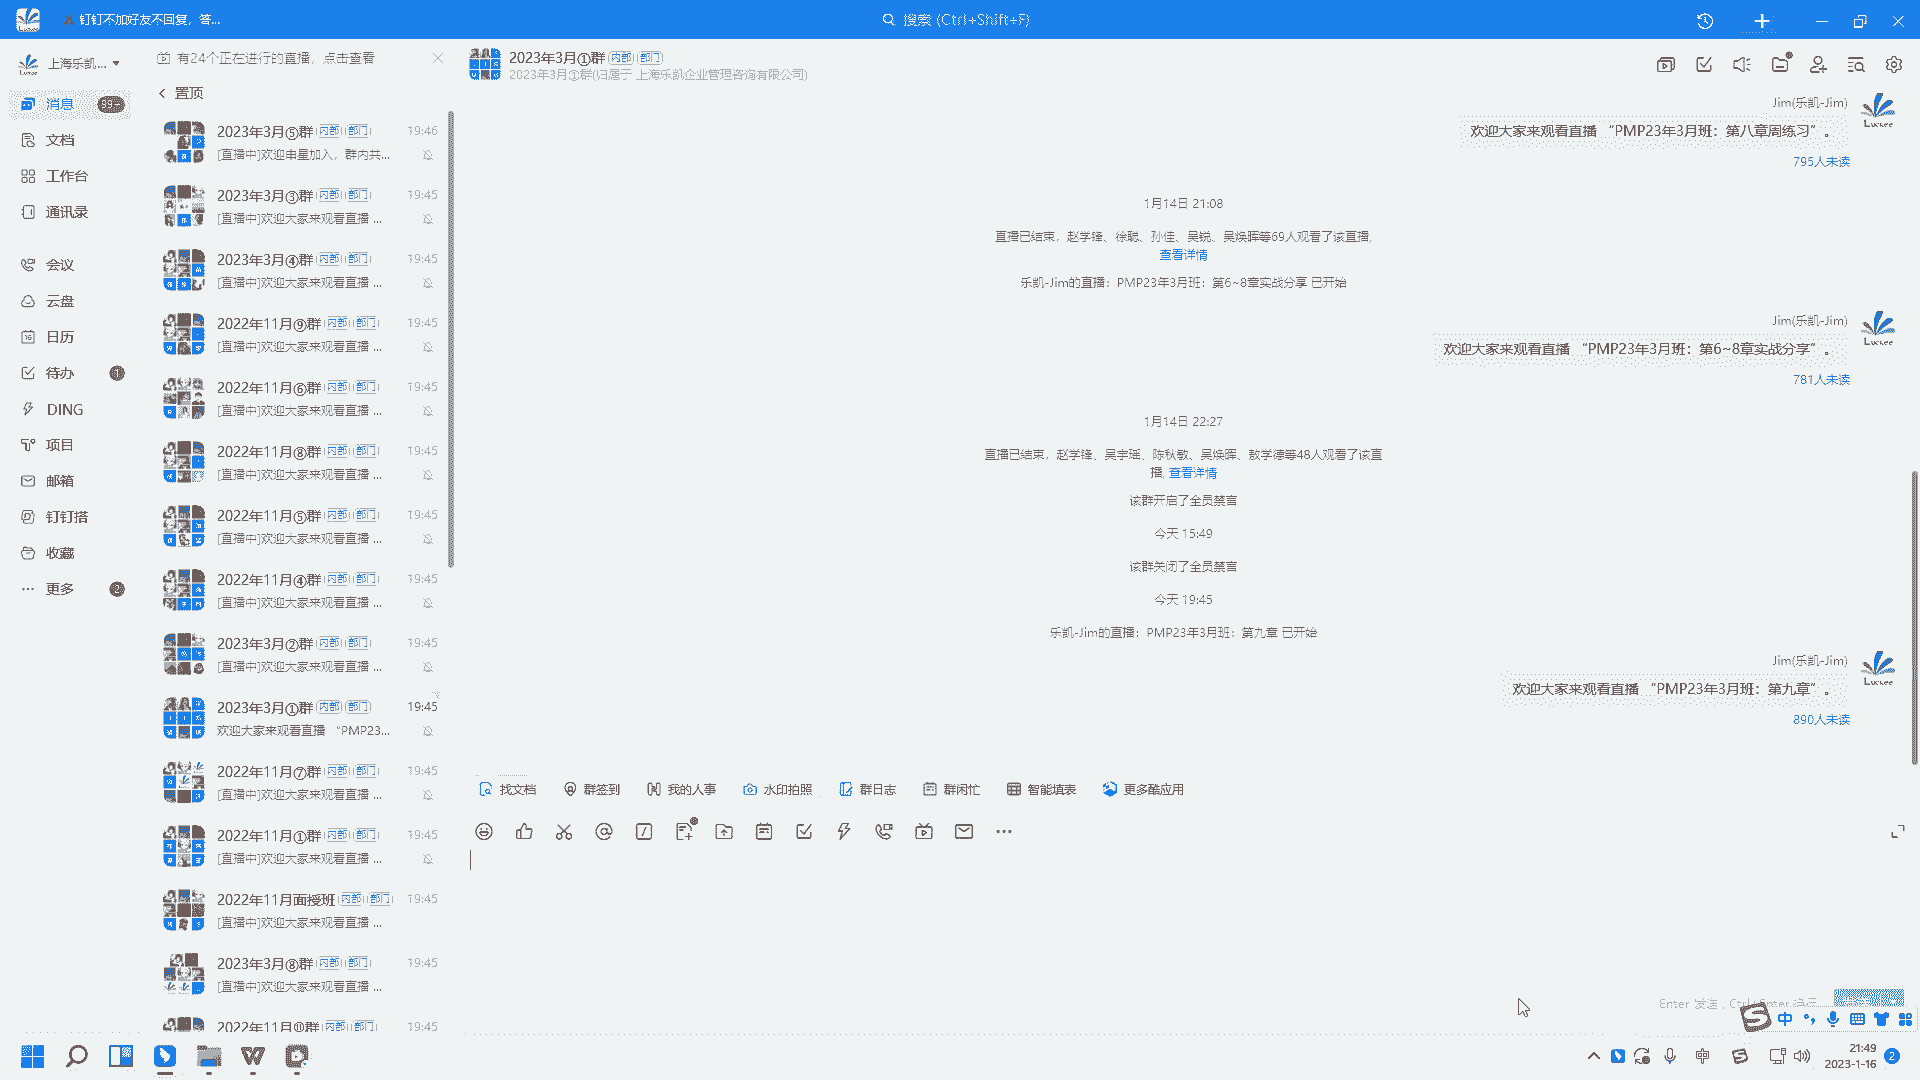 钉钉不加好友不回复，答...
搜索 (Ctrl+Shift+F)
上海乐凯...
有24个正在进行的直播，点击查看
2023年3月①群 内部 部门
2023年3月①群(归属于 上海乐凯企业管理咨询有限公司)
置顶
消息 99+
文档
工作台
通讯录
会议
云盘
日历
待办 1
DING
项目
邮箱
钉钉搭
收藏
更多 2
2023年3月⑤群 内部 部门 19:46
[直播中]欢迎串星加入，群内共...
2023年3月③群 内部 部门 19:45
[直播中]欢迎大家来观看直播 ...
2023年3月④群 内部 部门 19:45
[直播中]欢迎大家来观看直播 ...
2022年11月⑨群 内部 部门 19:45
[直播中]欢迎大家来观看直播 ...
2022年11月⑥群 内部 部门 19:45
[直播中]欢迎大家来观看直播 ...
2022年11月⑧群 内部 部门 19:45
[直播中]欢迎大家来观看直播 ...
2022年11月⑤群 内部 部门 19:45
[直播中]欢迎大家来观看直播 ...
2022年11月④群 内部 部门 19:45
[直播中]欢迎大家来观看直播 ...
2023年3月②群 内部 部门 19:45
[直播中]欢迎大家来观看直播 ...
2023年3月①群 内部 部门 19:45
欢迎大家来观看直播 “PMP23...
2022年11月⑦群 内部 部门 19:45
[直播中]欢迎大家来观看直播 ...
2022年11月①群 内部 部门 19:45
[直播中]欢迎大家来观看直播 ...
2022年11月面授班 内部 部门 19:45
[直播中]欢迎大家来观看直播 ...
2023年3月⑧群 内部 部门 19:45
[直播中]欢迎大家来观看直播 ...
2022年11月⑪群 内部 部门 19:45
Jim(乐凯-Jim)
欢迎大家来观看直播 “PMP23年3月班：第八章周练习” 。
795人未读
1月14日 21:08
直播已结束，赵学锋、徐聪、孙佳、吴锐、吴焕晖等69人观看了该直播,
查看详情
乐凯-Jim的直播：PMP23年3月班：第6~8章实战分享 已开始
Jim(乐凯-Jim)
欢迎大家来观看直播 “PMP23年3月班：第6~8章实战分享” 。
781人未读
1月14日 22:27
直播已结束，赵学锋、吴宇瑶、陈秋敏、吴焕晖、敖学德等48人观看了该直
播, 查看详情
该群开启了全员禁言
今天 15:49
该群关闭了全员禁言
今天 19:45
乐凯-Jim的直播：PMP23年3月班：第九章 已开始
Jim(乐凯-Jim)
欢迎大家来观看直播 “PMP23年3月班：第九章” 。
890人未读
找文档 群签到 我的人事 水印拍照 群日志 群闲忙 智能填表 更多酷应用
Enter 发送，Ctrl+Enter 换行
中
中
21:49
2023-1-16
2